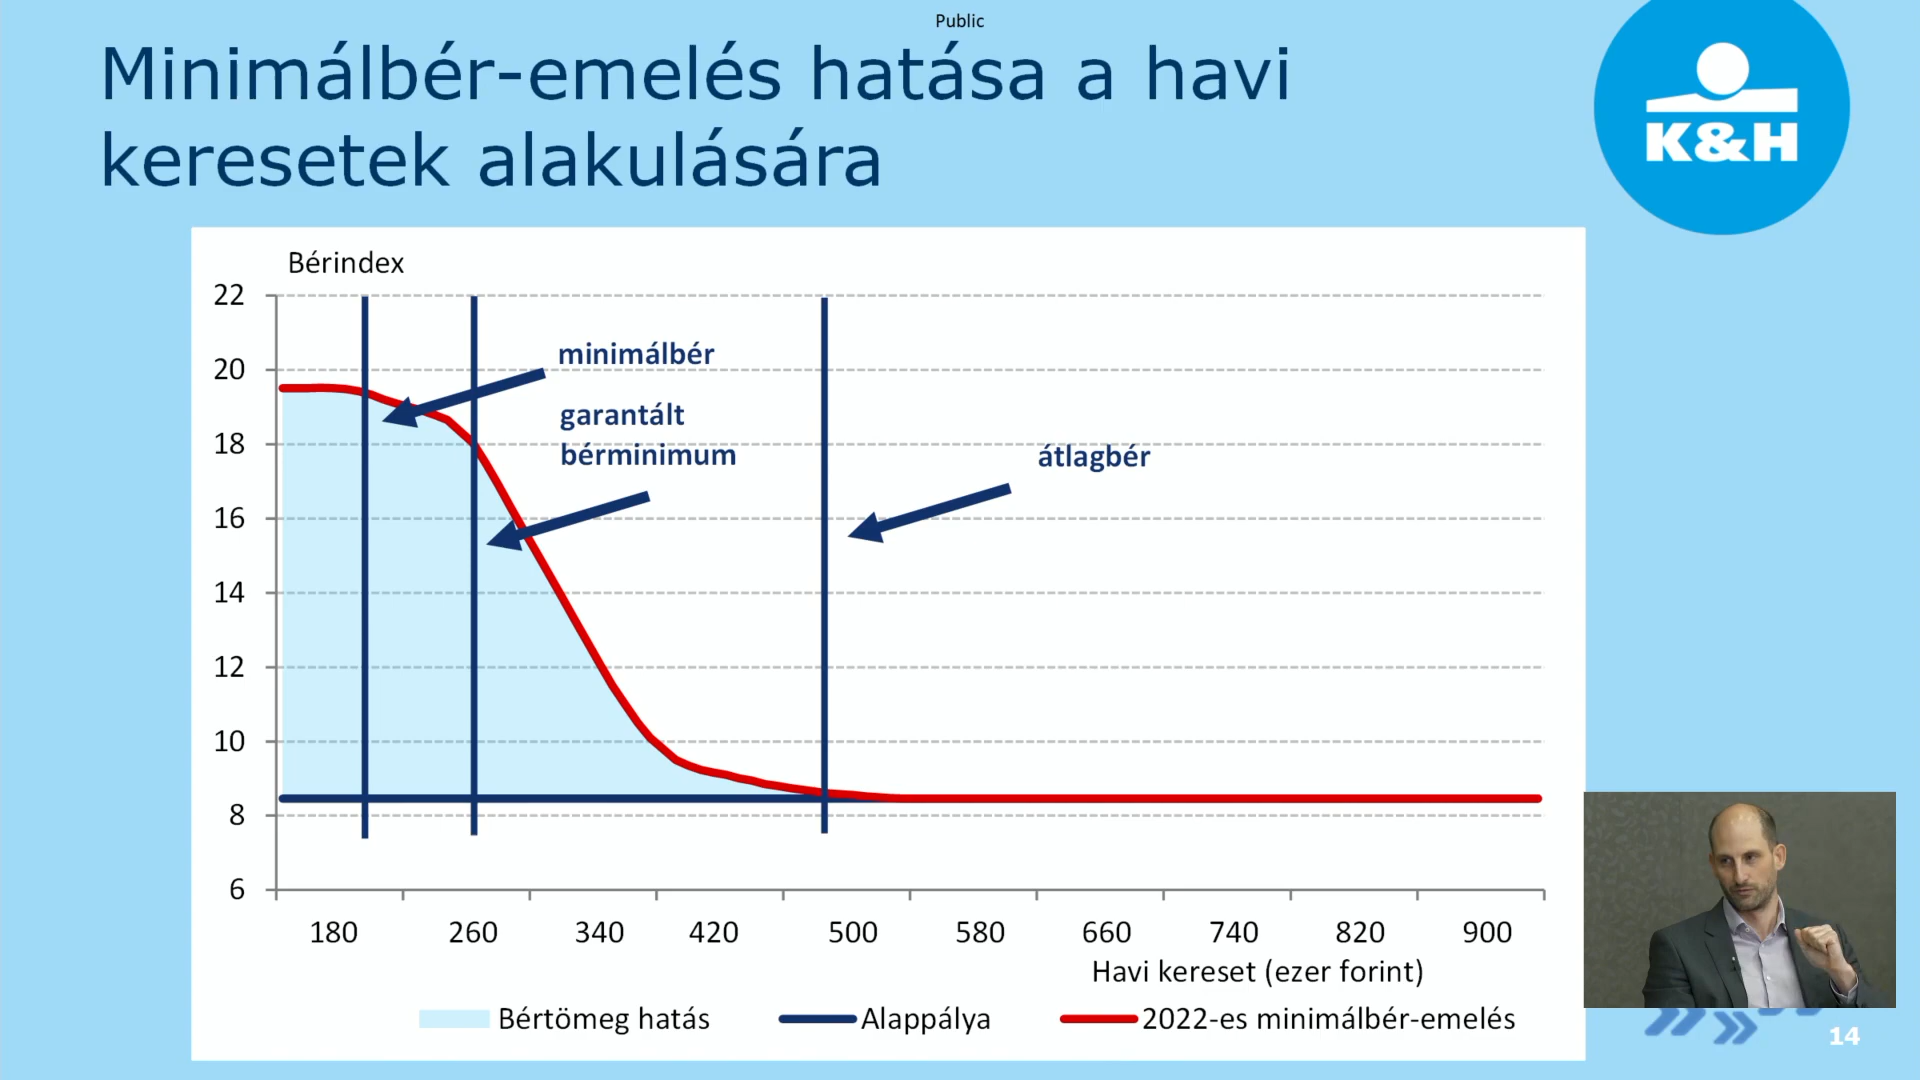 Public
Minimálbér-emelés hatása a havi
keresetek alakulására
K&H
Bérindex
22
20
18
16
14
12
10
8
6
minimálbér
garantált
bérminimum
átlagbér
180 260 340 420 500 580 660 740 820 900
Havi kereset (ezer forint)
Bértömeg hatás Alappálya 2022-es minimálbér-emelés
14